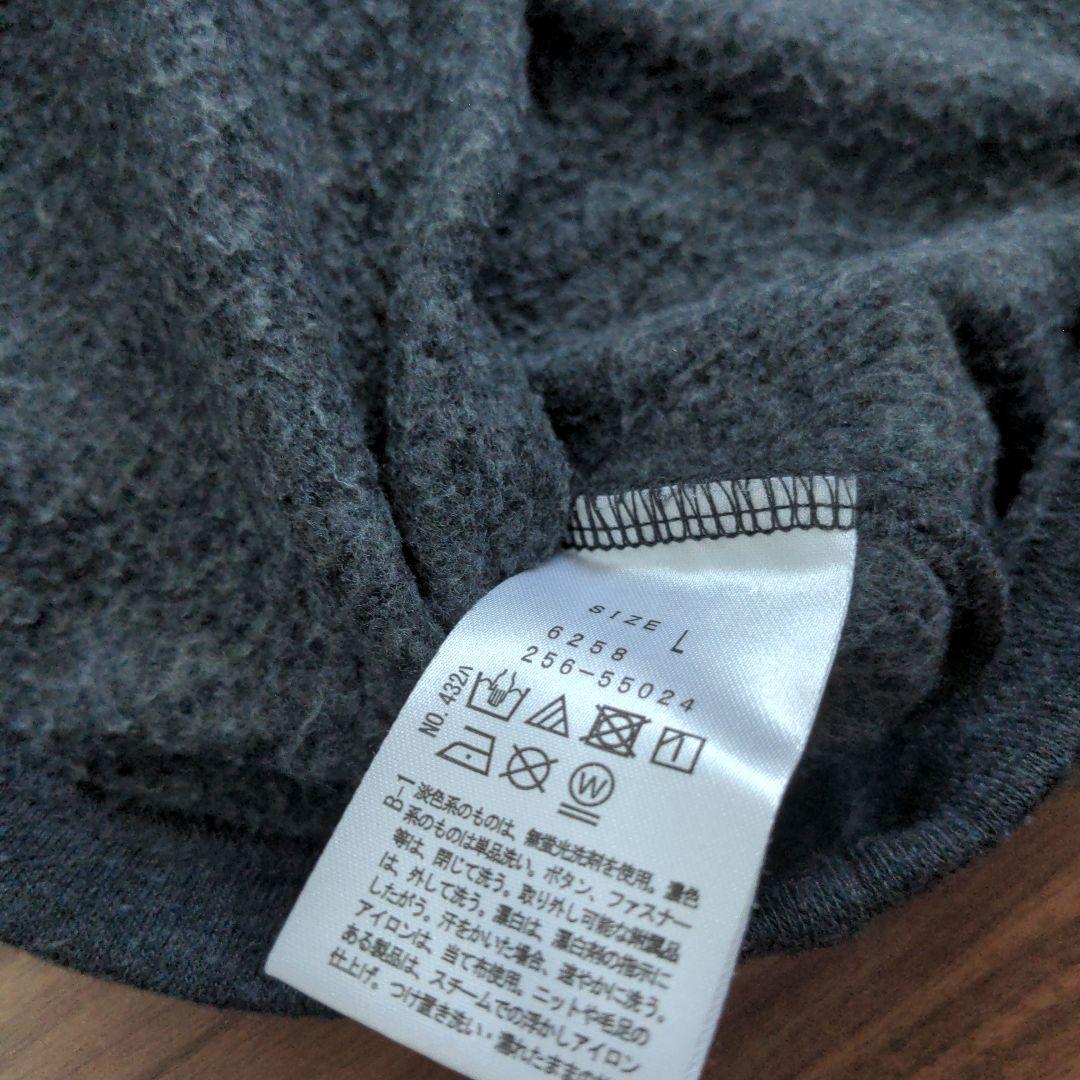 SIZE L
6258
256-55024
NO. 432
W
B-1 淡色系のものは、無蛍光洗剤を使用。濃色
系のものは単品洗い。ボタン、ファスナー
等は、閉じて洗う。取り外し可能な附属品
は、外して洗う。漂白は、漂白剤の指示に
したがう。汗をかいた場合、速やかに洗う。
アイロンは、当て布使用。ニットや毛足の
ある製品は、スチームでの浮かしアイロン
仕上げ。つけ置き洗い・濡れたままの